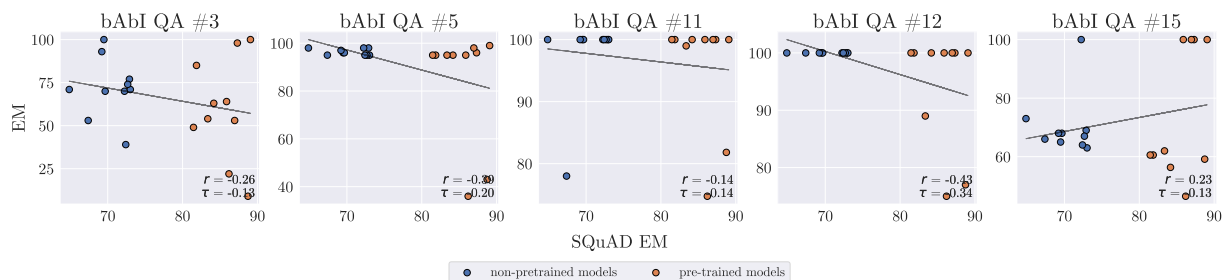 bAbI QA #3 bAbI QA #5 bAbI QA #11 bAbI QA #12 bAbI QA #15
EM
100
75
50
25
70 80 90
r = -0.26
τ = -0.13
100
80
60
40
70 80 90
r = -0.39
τ = -0.20
100
90
80
70 80 90
r = -0.14
τ = -0.14
100
90
80
70 80 90
r = -0.43
τ = -0.34
100
80
60
70 80 90
r = 0.23
τ = -0.13
SQuAD EM
non-pretrained models pre-trained models